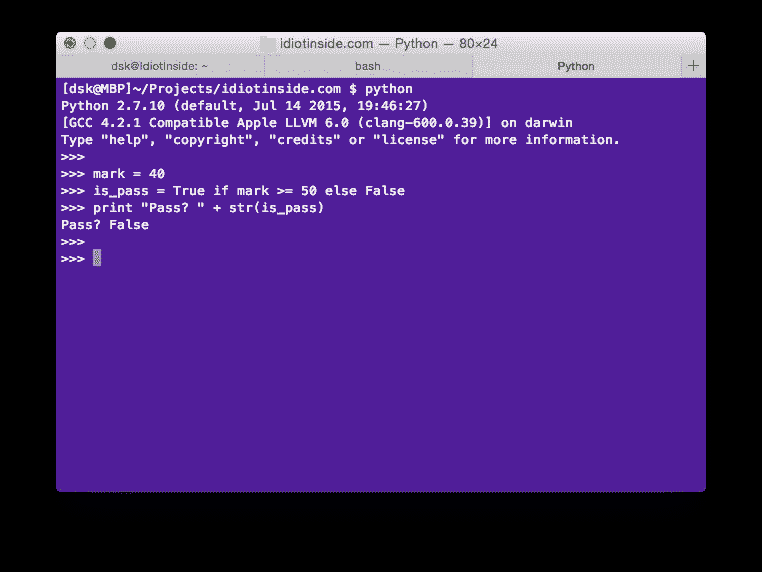 idiotinside.com — Python — 80×24
dsk@IdiotInside: ~ bash Python +
[dsk@MBP]~/Projects/idiotinside.com $ python
Python 2.7.10 (default, Jul 14 2015, 19:46:27)
[GCC 4.2.1 Compatible Apple LLVM 6.0 (clang-600.0.39)] on darwin
Type "help", "copyright", "credits" or "license" for more information.
>>>
>>> mark = 40
>>> is_pass = True if mark >= 50 else False
>>> print "Pass? " + str(is_pass)
Pass? False
>>>
>>>